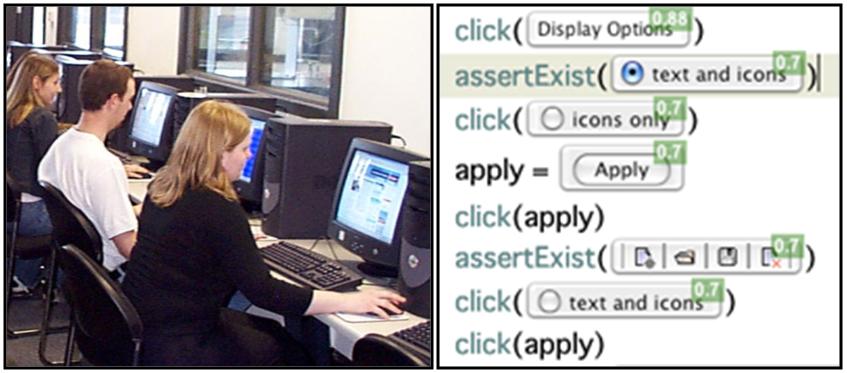 click( Display Options 0.88 )
assertExist( text and icons 0.7 )
click( icons only 0.7 )
apply = Apply 0.7
click(apply)
assertExist( 0.7 )
click( text and icons 0.7 )
click(apply)